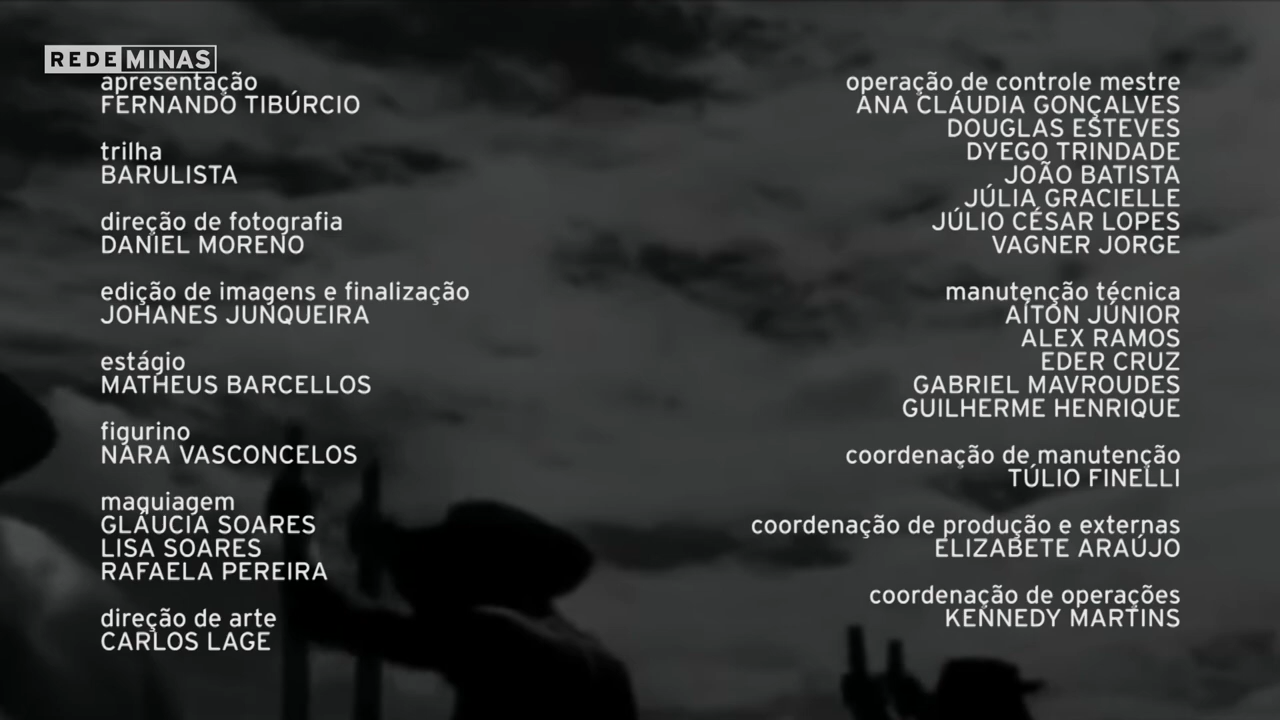 REDE MINAS
apresentação
FERNANDO TIBÚRCIO
trilha
BARULISTA
direção de fotografia
DANIEL MORENO
edição de imagens e finalização
JOHANES JUNQUEIRA
estágio
MATHEUS BARCELLOS
figurino
NARA VASCONCELOS
maquiagem
GLÁUCIA SOARES
LISA SOARES
RAFAELA PEREIRA
direção de arte
CARLOS LAGE
operação de controle mestre
ANA CLÁUDIA GONÇALVES
DOUGLAS ESTEVES
DYEGO TRINDADE
JOÃO BATISTA
JÚLIA GRACIELLE
JÚLIO CÉSAR LOPES
VAGNER JORGE
manutenção técnica
AITON JÚNIOR
ALEX RAMOS
EDER CRUZ
GABRIEL MAVROUDES
GUILHERME HENRIQUE
coordenação de manutenção
TÚLIO FINELLI
coordenação de produção e externas
ELIZABETE ARAÚJO
coordenação de operações
KENNEDY MARTINS